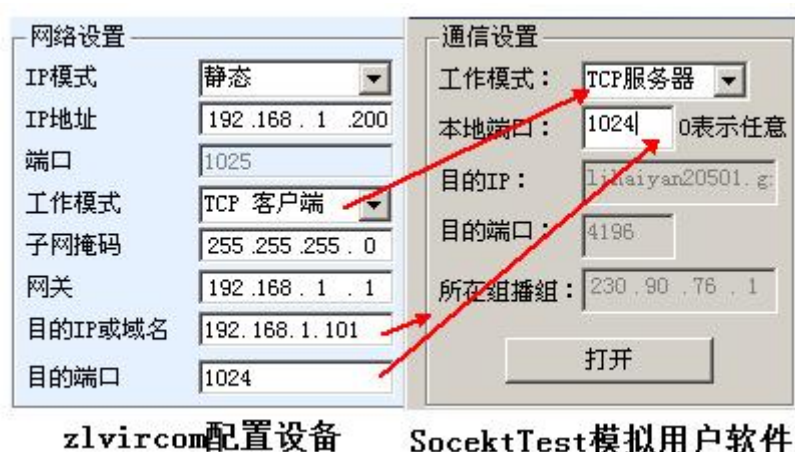 网络设置
IP模式 静态
IP地址 192 .168 . 1 .200
端口 1025
工作模式 TCP 客户端
子网掩码 255 .255 .255 . 0
网关 192 .168 . 1 . 1
目的IP或域名 192.168.1.101
目的端口 1024
zlvircom配置设备
通信设置
工作模式： TCP服务器
本地端口： 1024 0表示任意
目的IP： lihaiyan20501.g
目的端口： 4196
所在组播组： 230 .90 .76 . 1
打开
SocektTest模拟用户软件